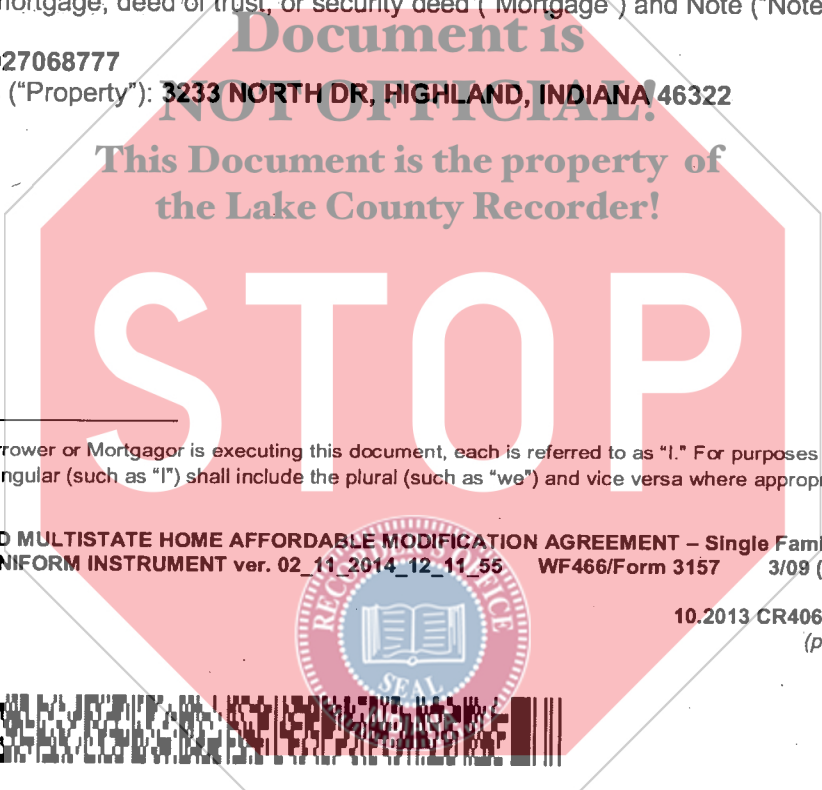 mortgage, deed of trust, or security deed ("Mortgage") and Note ("Note
Document is
27068777
("Property"): 3233 NORTH DR, HIGHLAND, INDIANA 46322
NOT OFFICIAL!
This Document is the property of
the Lake County Recorder!
STOP
rrower or Mortgagor is executing this document, each is referred to as "I." For purposes
ngular (such as "I") shall include the plural (such as "we") and vice versa where appropr
D MULTISTATE HOME AFFORDABLE MODIFICATION AGREEMENT – Single Fami
NIFORM INSTRUMENT ver. 02_11_2014_12_11_55 WF466/Form 3157 3/09 (
10.2013 CR406
(p
RECORDER'S OFFICE
SEAL
INDIANA